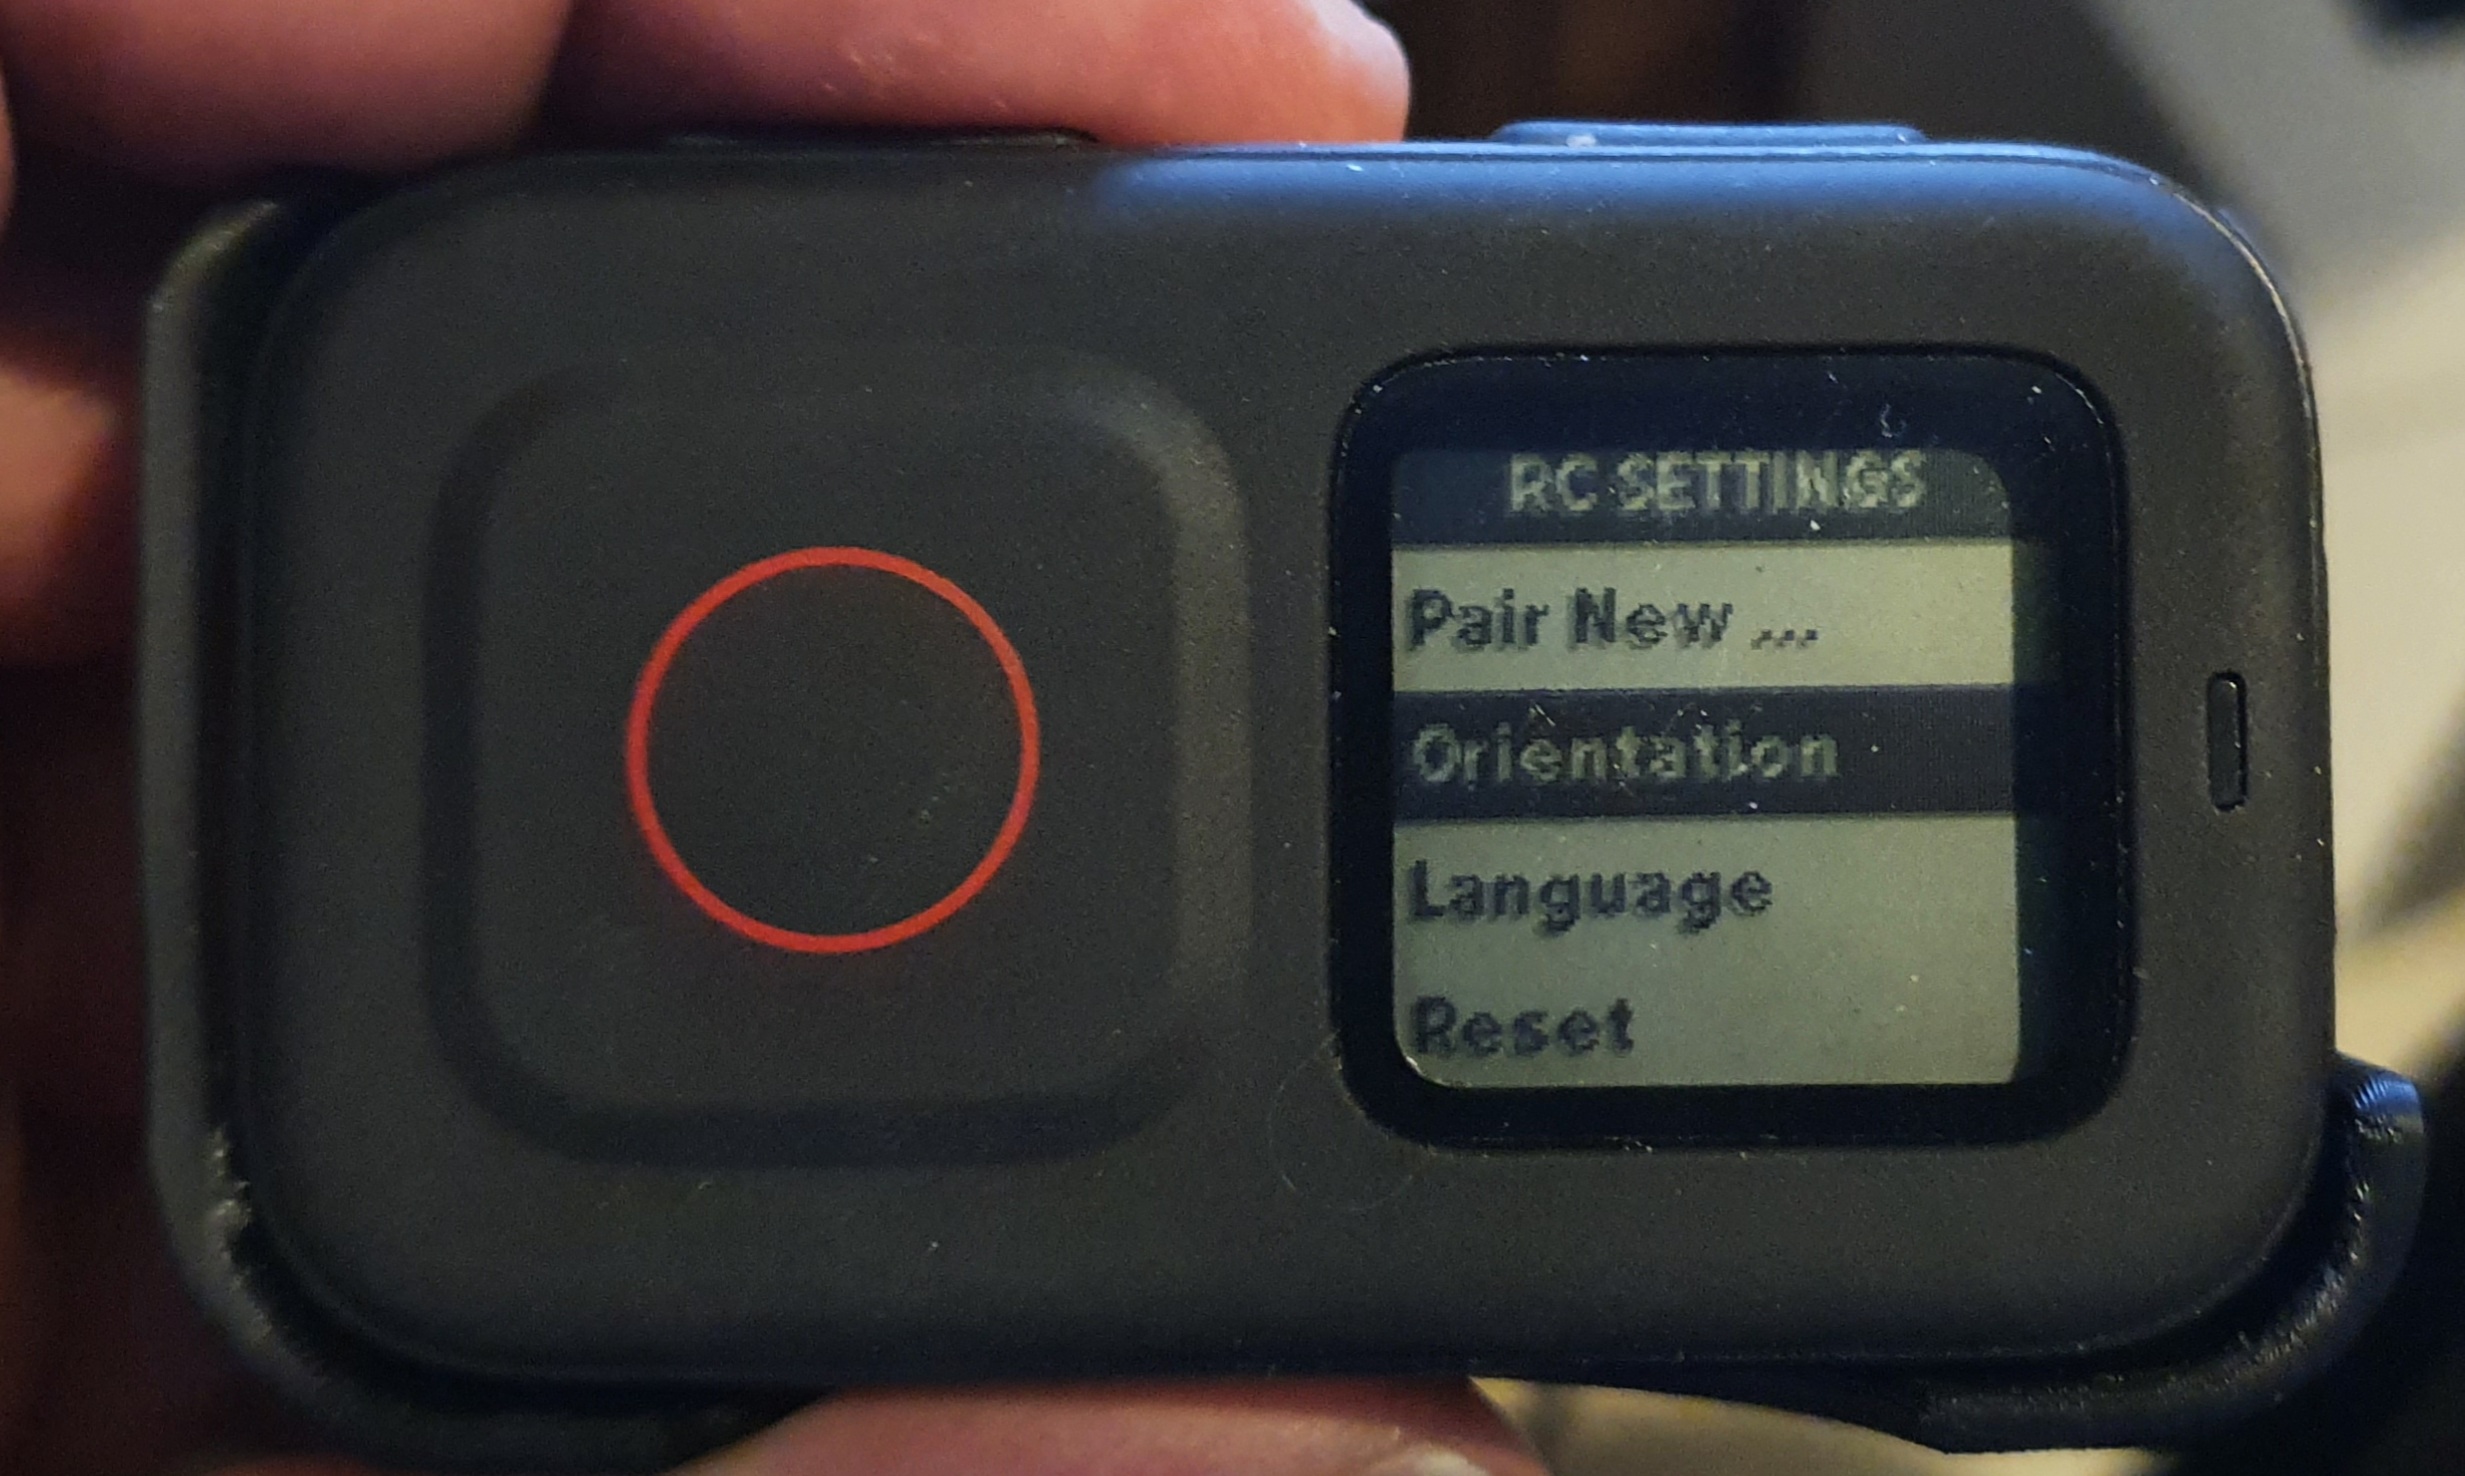 RC SETTINGS
Pair New ...
Orientation
Language
Reset